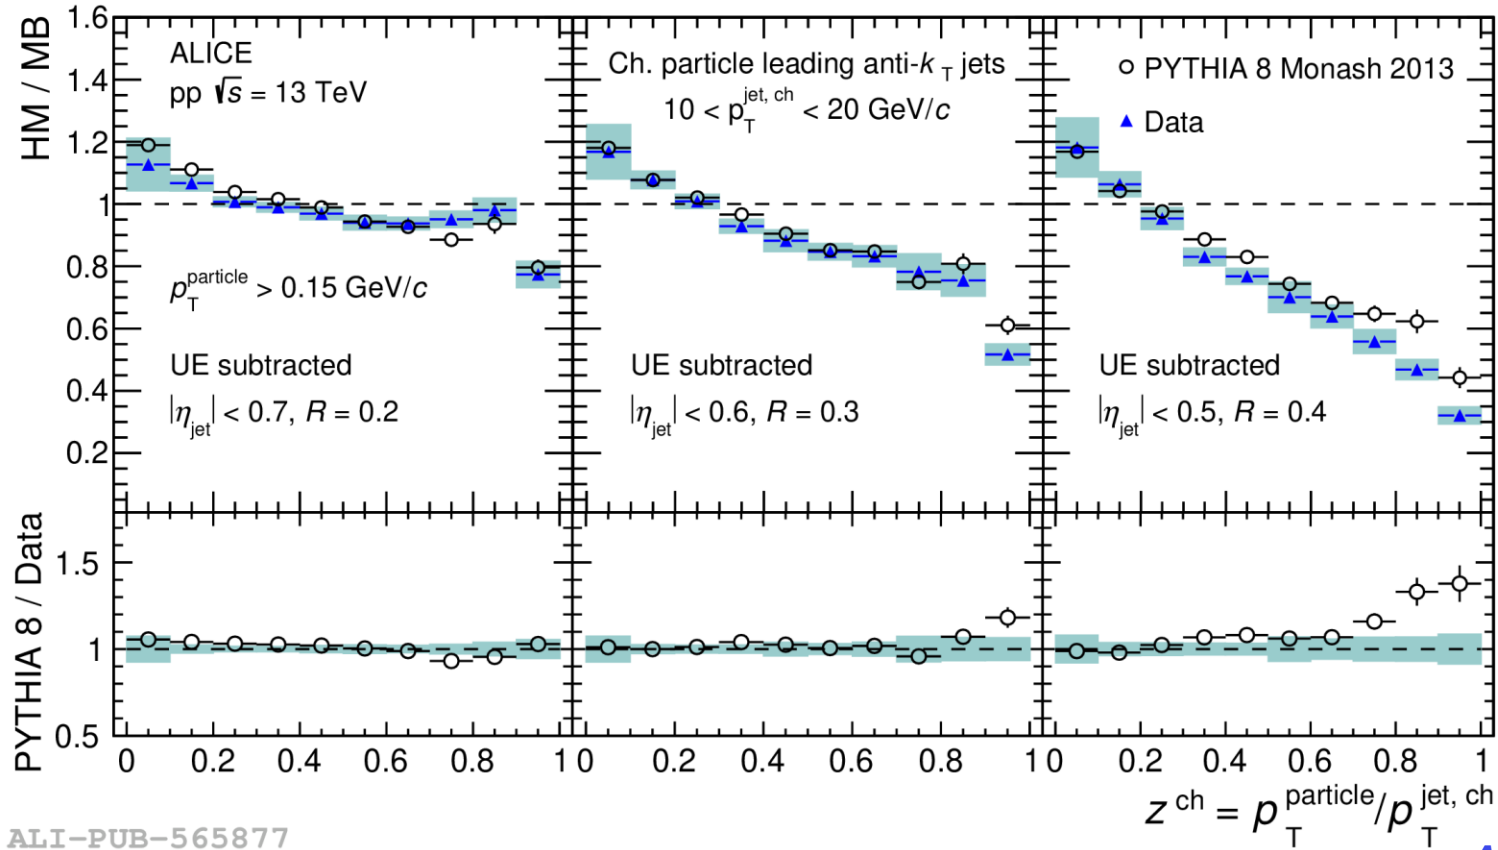 HM / MB
1.6
1.4
1.2
1
0.8
0.6
0.4
0.2
ALICE
pp √s = 13 TeV
p_T^particle > 0.15 GeV/c
UE subtracted
|η_jet| < 0.7, R = 0.2
Ch. particle leading anti-k_T jets
10 < p_T^jet, ch < 20 GeV/c
UE subtracted
|η_jet| < 0.6, R = 0.3
PYTHIA 8 Monash 2013
Data
UE subtracted
|η_jet| < 0.5, R = 0.4
PYTHIA 8 / Data
1.5
1
0.5
0 0.2 0.4 0.6 0.8 1 0 0.2 0.4 0.6 0.8 1 0 0.2 0.4 0.6 0.8 1
z^ch = p_T^particle/p_T^jet, ch
ALI-PUB-565877